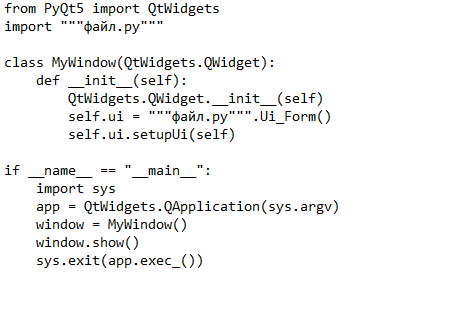 from PyQt5 import QtWidgets
import """файл.py"""

class MyWindow(QtWidgets.QWidget):
    def __init__(self):
        QtWidgets.QWidget.__init__(self)
        self.ui = """файл.py""".Ui_Form()
        self.ui.setupUi(self)

if __name__ == "__main__":
    import sys
    app = QtWidgets.QApplication(sys.argv)
    window = MyWindow()
    window.show()
    sys.exit(app.exec_())